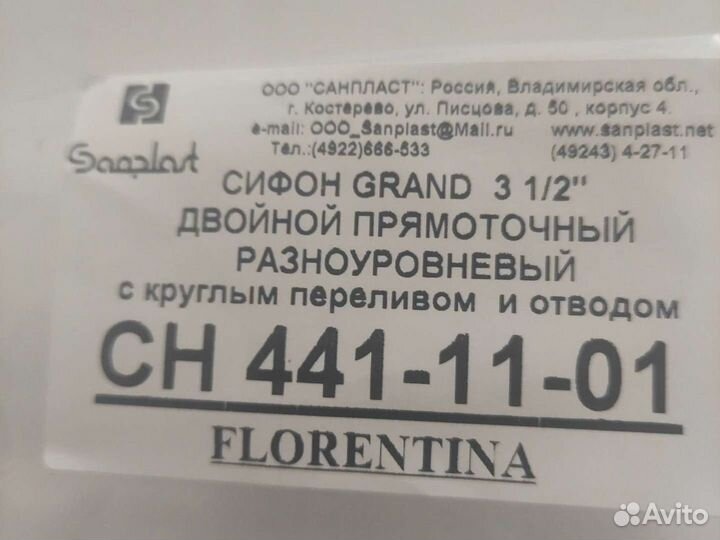 ООО "САНПЛАСТ": Россия, Владимирская обл.,
г. Костерево, ул. Писцова, д. 50 , корпус 4.
e-mail: OOO_Sanplast@Mail.ru www.sanplast.net
Тел.:(4922)666-533 (49243) 4-27-11
Sanplast
СИФОН GRAND 3 1/2"
ДВОЙНОЙ ПРЯМОТОЧНЫЙ
РАЗНОУРОВНЕВЫЙ
с круглым переливом и отводом
СН 441-11-01
FLORENTINA
Avito